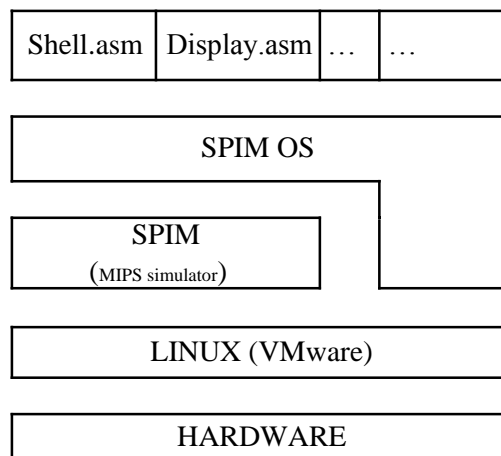 Shell.asm Display.asm … …
SPIM OS
SPIM
(MIPS simulator)
LINUX (VMware)
HARDWARE